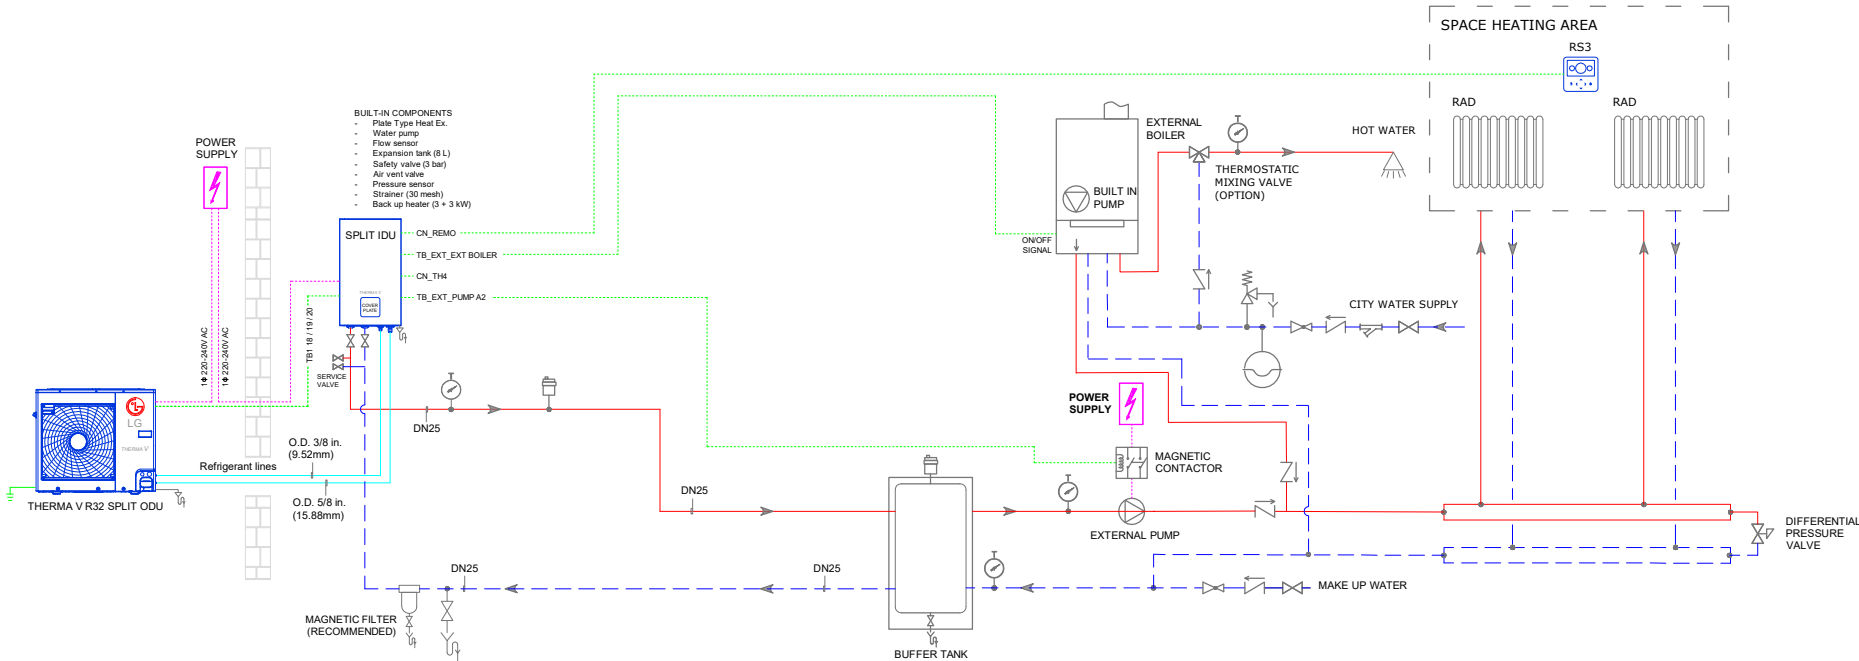 SPACE HEATING AREA
RS3
RAD
RAD
BUILT-IN COMPONENTS
- Plate Type Heat Ex.
- Water pump
- Flow sensor
- Expansion tank (8 L)
- Safety valve (3 bar)
- Air vent valve
- Pressure sensor
- Strainer (30 mesh)
- Back up heater (3 + 3 kW)
POWER
SUPPLY
EXTERNAL
BOILER
HOT WATER
THERMOSTATIC
MIXING VALVE
(OPTION)
BUILT IN
PUMP
ON/OFF
SIGNAL
SPLIT IDU
CN_REMO
TB_EXT_EXT BOILER
CN_TH4
TB_EXT_PUMP A2
THERMA V
COVER
PLATE
CITY WATER SUPPLY
1Φ 220-240V AC
1Φ 220-240V AC
TB1 18 / 19 / 20
SERVICE
VALVE
DN25
POWER
SUPPLY
MAGNETIC
CONTACTOR
LG
LG
THERMA V
O.D. 3/8 in.
(9.52mm)
Refrigerant lines
O.D. 5/8 in.
(15.88mm)
THERMA V R32 SPLIT ODU
DN25
EXTERNAL PUMP
DIFFERENTIAL
PRESSURE
VALVE
DN25
DN25
MAKE UP WATER
MAGNETIC FILTER
(RECOMMENDED)
BUFFER TANK